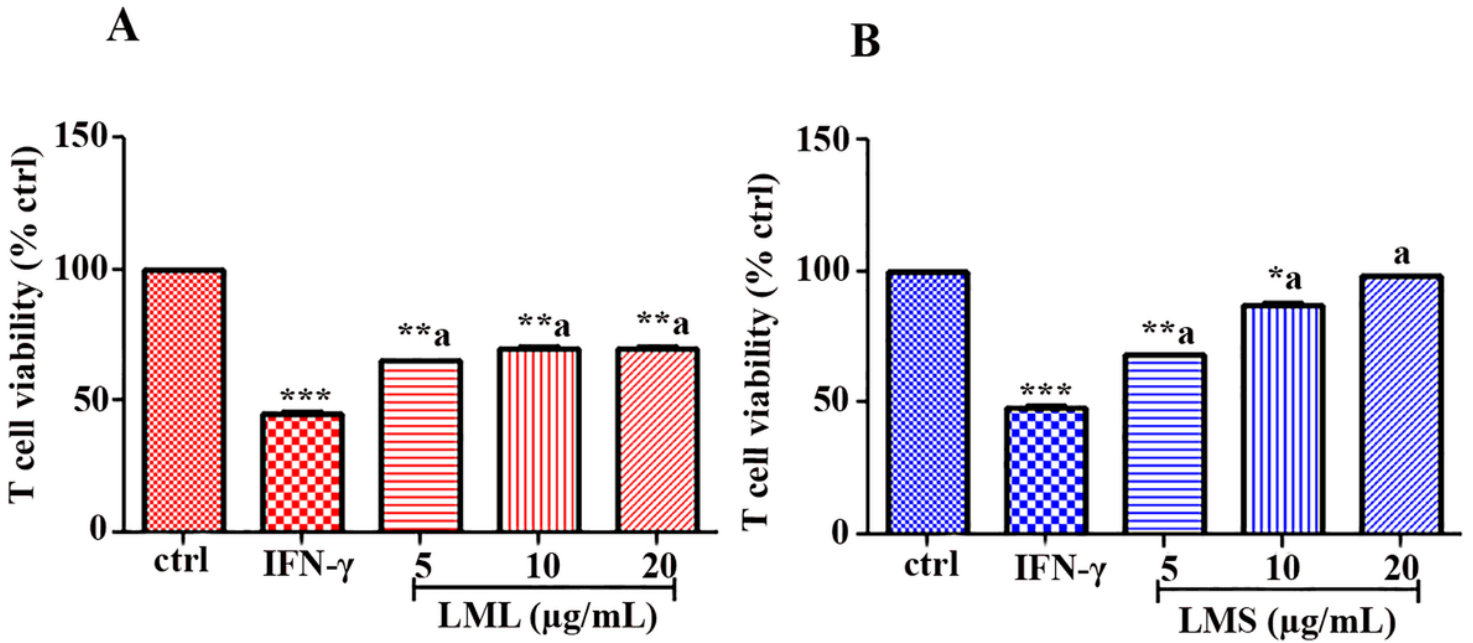 A
T cell viability (% ctrl)
150
100
50
0
***
**a
**a
**a
ctrl
IFN-γ
5
10
20
LML (μg/mL)
B
T cell viability (% ctrl)
150
100
50
0
***
**a
*a
a
ctrl
IFN-γ
5
10
20
LMS (μg/mL)